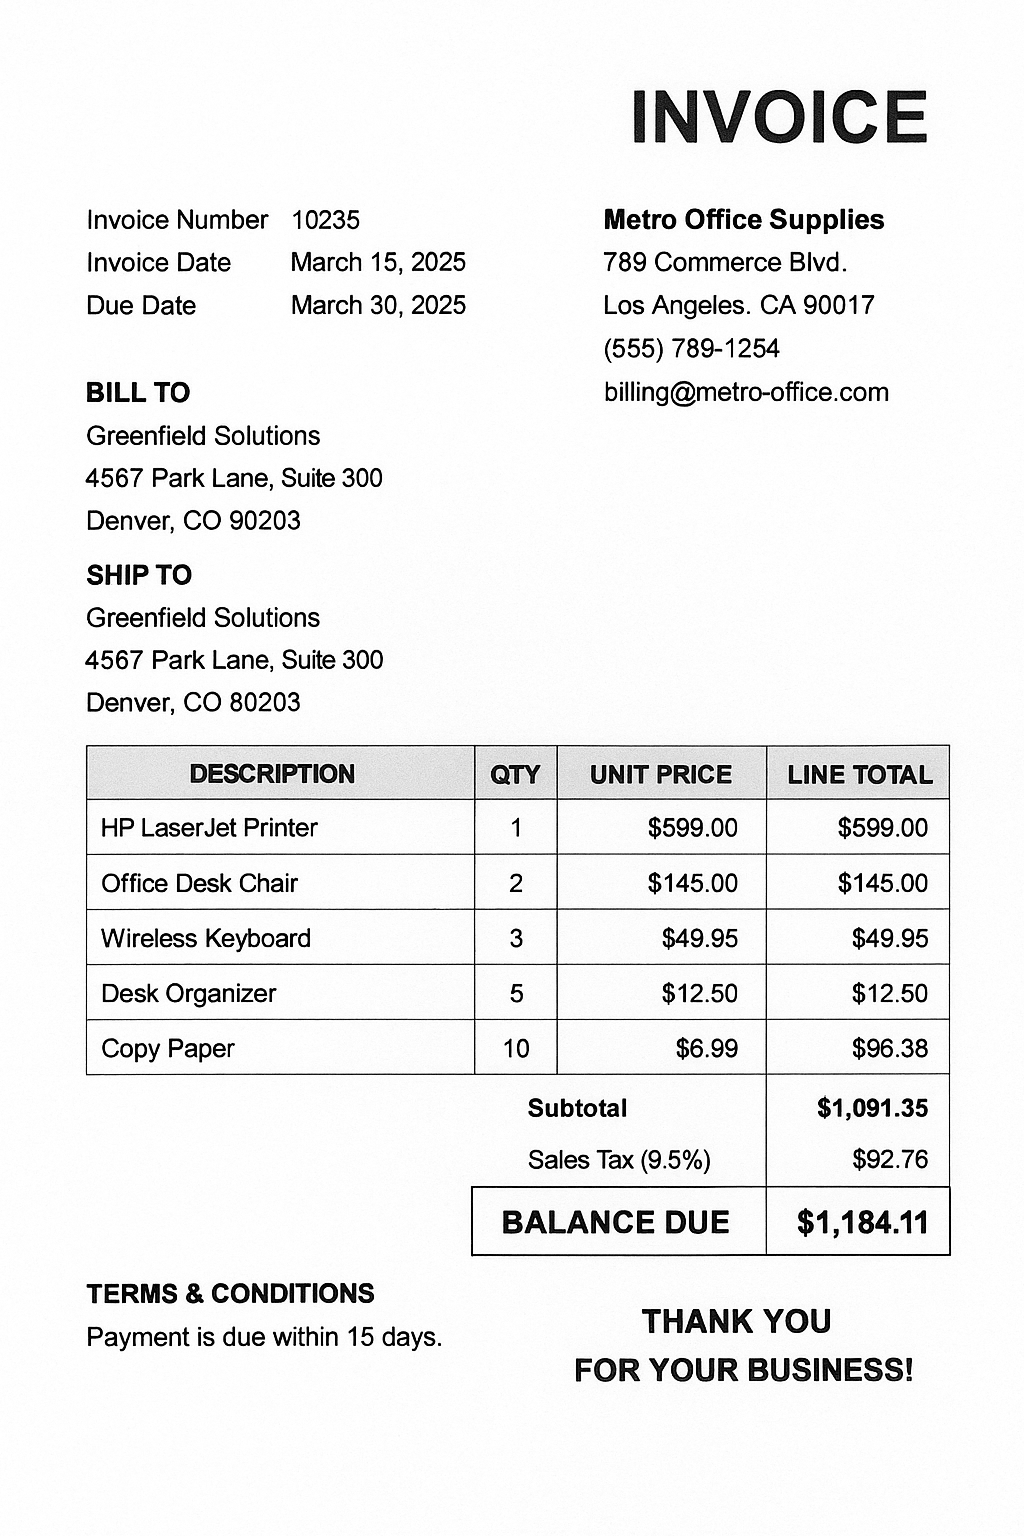 INVOICE
Invoice Number 10235
Invoice Date March 15, 2025
Due Date March 30, 2025
Metro Office Supplies
789 Commerce Blvd.
Los Angeles. CA 90017
(555) 789-1254
billing@metro-office.com
BILL TO
Greenfield Solutions
4567 Park Lane, Suite 300
Denver, CO 90203
SHIP TO
Greenfield Solutions
4567 Park Lane, Suite 300
Denver, CO 80203
DESCRIPTION QTY UNIT PRICE LINE TOTAL
HP LaserJet Printer 1 $599.00 $599.00
Office Desk Chair 2 $145.00 $145.00
Wireless Keyboard 3 $49.95 $49.95
Desk Organizer 5 $12.50 $12.50
Copy Paper 10 $6.99 $96.38
Subtotal $1,091.35
Sales Tax (9.5%) $92.76
BALANCE DUE $1,184.11
TERMS & CONDITIONS
Payment is due within 15 days.
THANK YOU
FOR YOUR BUSINESS!